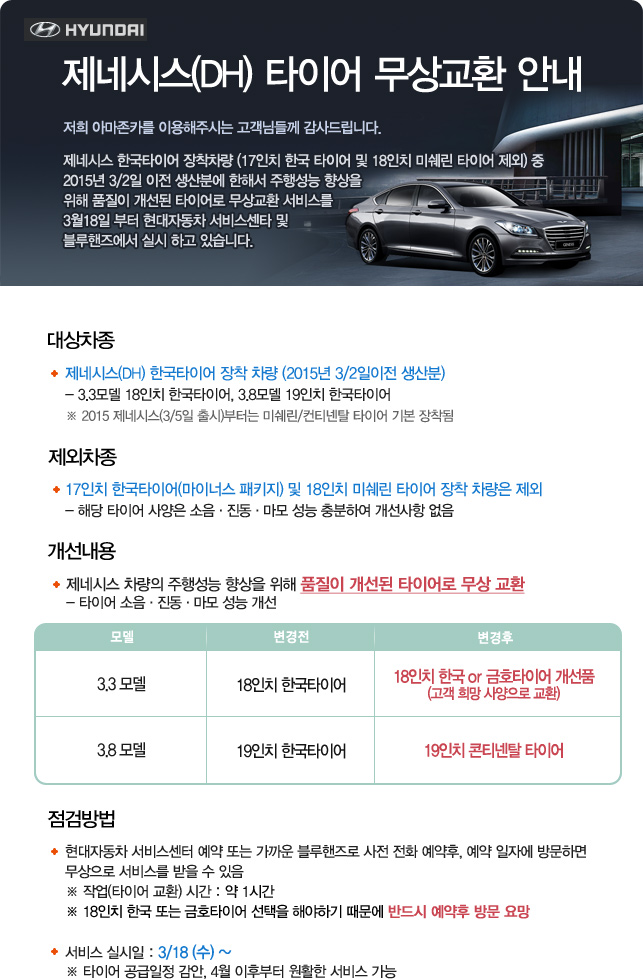 HYUNDAI
제네시스(DH) 타이어 무상교환 안내
저희 아마존카를 이용해주시는 고객님들께 감사드립니다.
제네시스 한국타이어 장착차량 (17인치 한국 타이어 및 18인치 미쉐린 타이어 제외) 중
2015년 3/2일 이전 생산분에 한해서 주행성능 향상을
위해 품질이 개선된 타이어로 무상교환 서비스를
3월18일 부터 현대자동차 서비스센타 및
블루핸즈에서 실시 하고 있습니다.
대상차종
제네시스(DH) 한국타이어 장착 차량 (2015년 3/2일이전 생산분)
- 3.3모델 18인치 한국타이어, 3.8모델 19인치 한국타이어
※ 2015 제네시스(3/5일 출시)부터는 미쉐린/컨티넨탈 타이어 기본 장착됨
제외차종
17인치 한국타이어(마이너스 패키지) 및 18인치 미쉐린 타이어 장착 차량은 제외
- 해당 타이어 사양은 소음 · 진동 · 마모 성능 충분하여 개선사항 없음
개선내용
제네시스 차량의 주행성능 향상을 위해 품질이 개선된 타이어로 무상 교환
- 타이어 소음 · 진동 · 마모 성능 개선
모델 변경전 변경후
3.3 모델 18인치 한국타이어 18인치 한국 or 금호타이어 개선품
(고객 희망 사양으로 교환)
3.8 모델 19인치 한국타이어 19인치 콘티넨탈 타이어
점검방법
현대자동차 서비스센터 예약 또는 가까운 블루핸즈로 사전 전화 예약후, 예약 일자에 방문하면
무상으로 서비스를 받을 수 있음
※ 작업(타이어 교환) 시간 : 약 1시간
※ 18인치 한국 또는 금호타이어 선택을 해야하기 때문에 반드시 예약후 방문 요망
서비스 실시일 : 3/18 (수) ~
※ 타이어 공급일정 감안, 4월 이후부터 원활한 서비스 가능